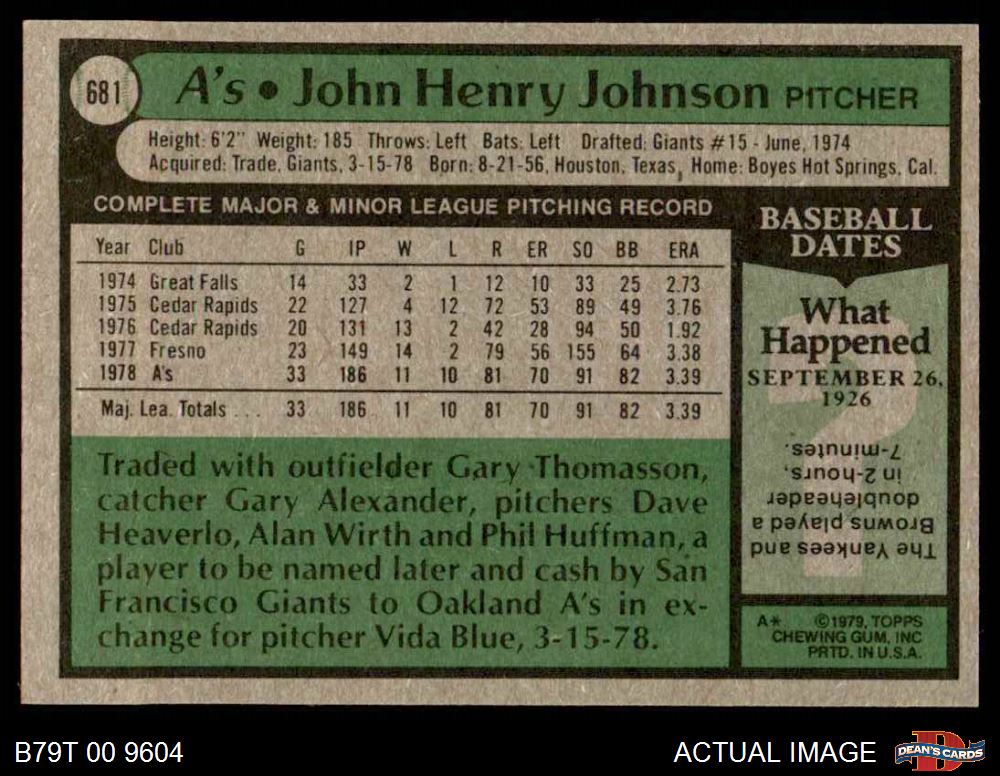 681
A's • John Henry Johnson PITCHER
Height: 6'2" Weight: 185 Throws: Left Bats: Left Drafted: Giants #15 - June, 1974
Acquired: Trade, Giants, 3-15-78 Born: 8-21-56, Houston, Texas, Home: Boyes Hot Springs, Cal.
COMPLETE MAJOR & MINOR LEAGUE PITCHING RECORD
Year Club G IP W L R ER SO BB ERA
1974 Great Falls 14 33 2 1 12 10 33 25 2.73
1975 Cedar Rapids 22 127 4 12 72 53 89 49 3.76
1976 Cedar Rapids 20 131 13 2 42 28 94 50 1.92
1977 Fresno 23 149 14 2 79 56 155 64 3.38
1978 A's 33 186 11 10 81 70 91 82 3.39
Maj. Lea. Totals ... 33 186 11 10 81 70 91 82 3.39
Traded with outfielder Gary Thomasson,
catcher Gary Alexander, pitchers Dave
Heaverlo, Alan Wirth and Phil Huffman, a
player to be named later and cash by San
Francisco Giants to Oakland A's in ex-
change for pitcher Vida Blue, 3-15-78.
BASEBALL
DATES
What
Happened
SEPTEMBER 26,
1926
?
The Yankees and
Browns played a
doubleheader
in 2-hours,
7-minutes.
A* ©1979, TOPPS
CHEWING GUM, INC
PRTD. IN U.S.A.
B79T 00 9604
ACTUAL IMAGE
DEAN'S CARDS